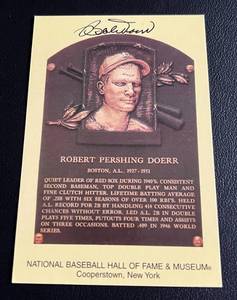 Bob Doerr
ROBERT PERSHING DOERR
BOSTON, A.L. 1937 - 1951
QUIET LEADER OF RED SOX DURING 1940'S. CONSISTENT
SECOND BASEMAN, TOP DOUBLE PLAY MAN AND
FINE CLUTCH HITTER. LIFETIME BATTING AVERAGE
OF .288 WITH SIX SEASONS OF OVER 100 RBI'S. HELD
A.L. RECORD FOR 2B BY HANDLING 414 CONSECUTIVE
CHANCES WITHOUT ERROR. LED A.L. 2B IN DOUBLE
PLAYS FIVE TIMES, PUTOUTS FOUR TIMES AND ASSISTS
ON THREE OCCASIONS. BATTED .409 IN 1946 WORLD
SERIES.
NATIONAL BASEBALL HALL OF FAME & MUSEUM®
Cooperstown, New York